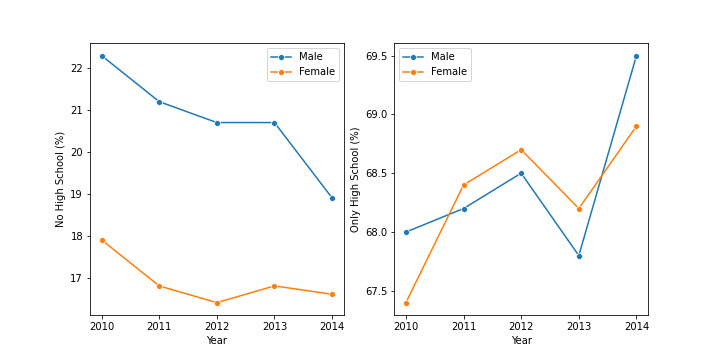 No High School (%)
22
21
20
19
18
17
2010 2011 2012 2013 2014
Year
Male
Female
Only High School (%)
69.5
69.0
68.5
68.0
67.5
2010 2011 2012 2013 2014
Year
Male
Female